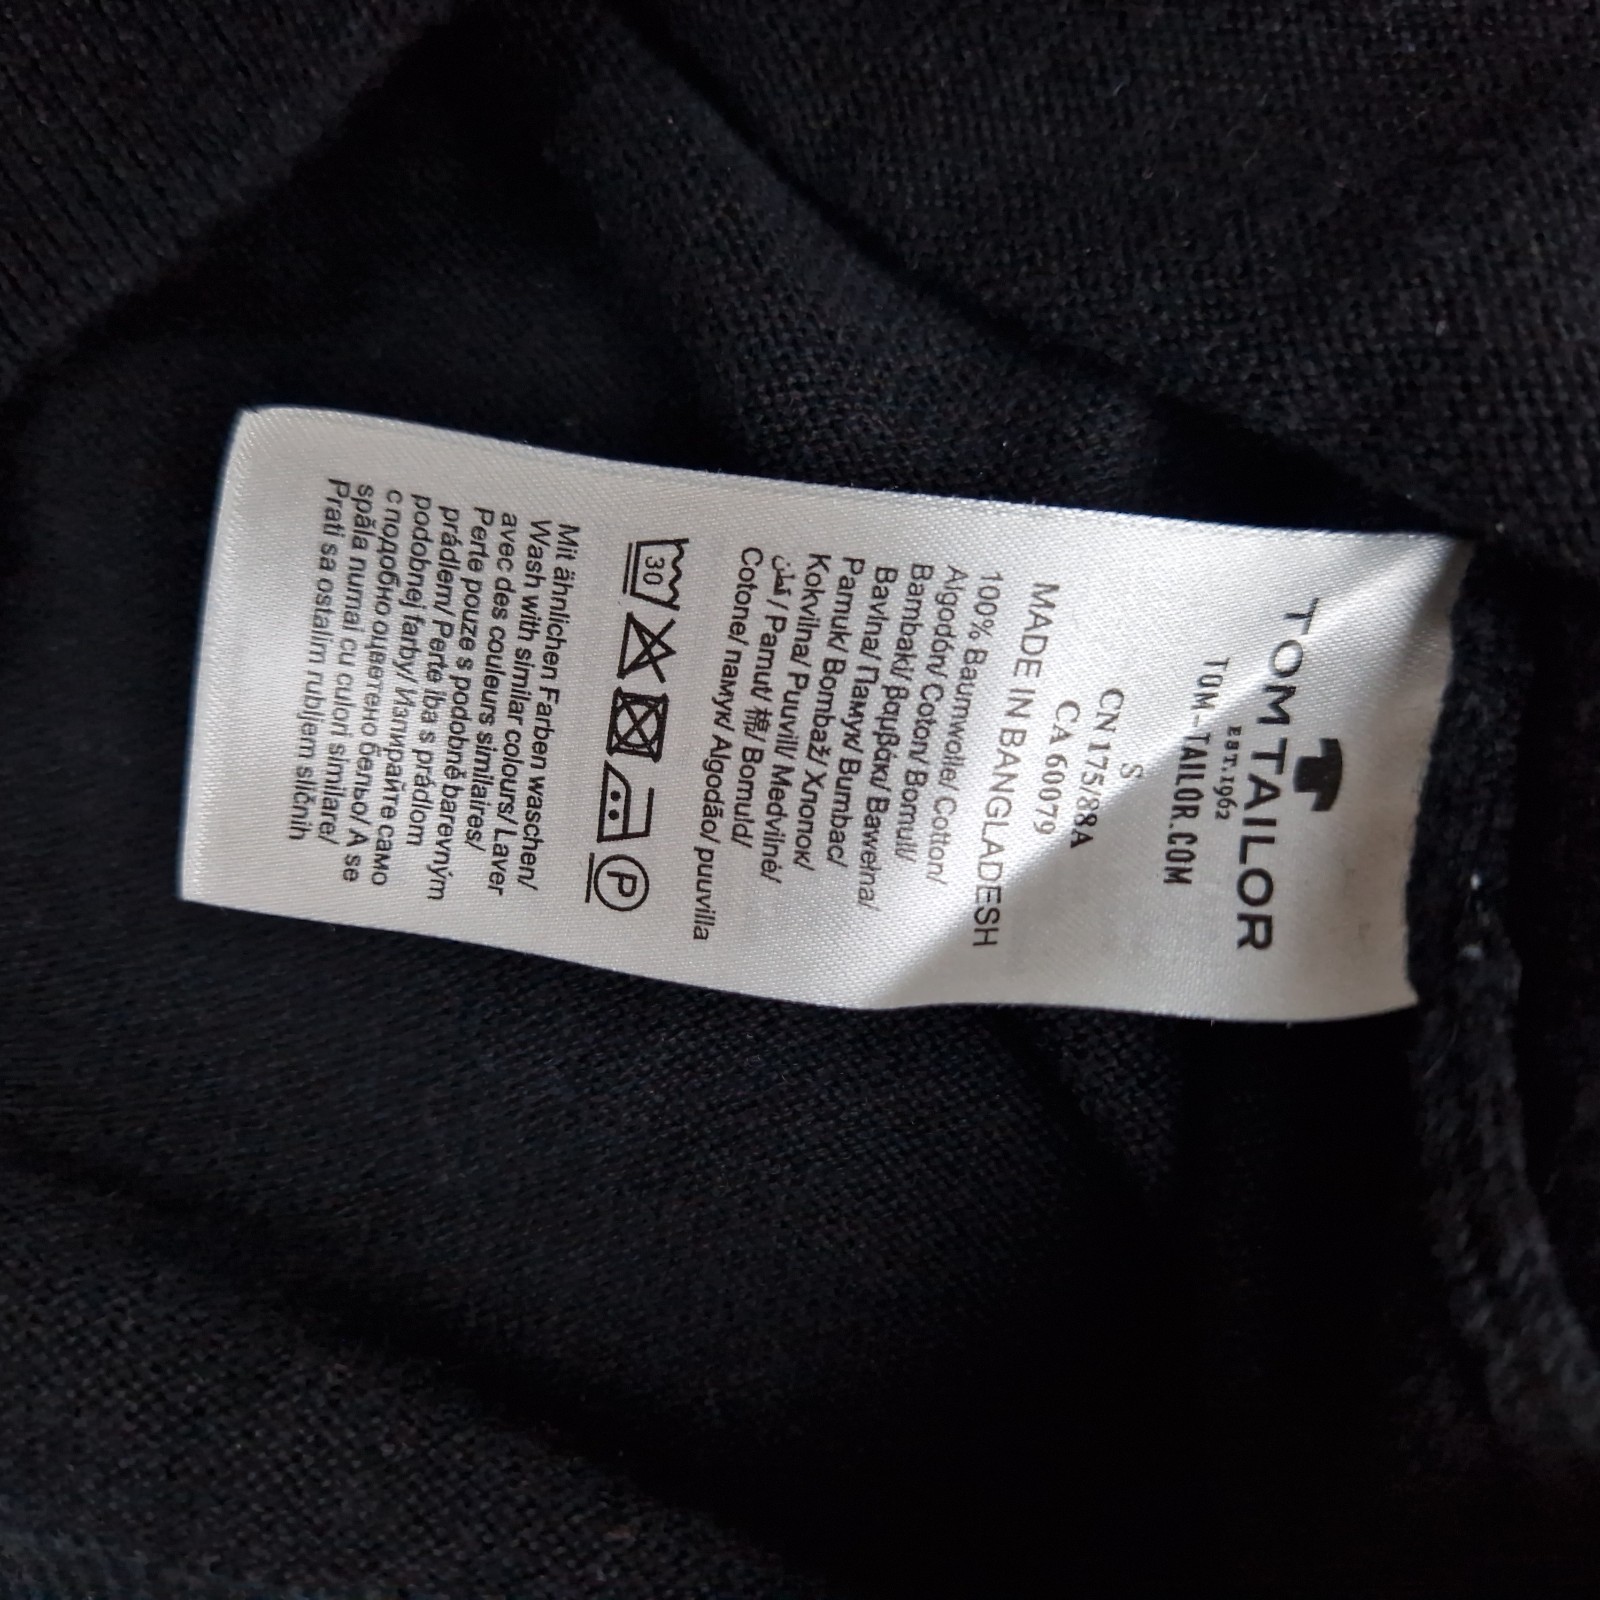 TOM TAILOR
EST.1962
TOM-TAILOR.COM
S
CN175/88A
CA 60079
MADE IN BANGLADESH
100% Baumwolle/ Cotton/
Algodón/ Coton/ Bomull/
Bambaki/ βαμβάκι/ Bawełna/
Bavlna/ Памук/ Bumbac/
Pamuk/ Bombaž/ Хлопок/
Kokvilna/ Puuvill/ Medvilnė/
قطن / Pamut/ 棉/ Bomuld/
Cotone/ памук/ Algodão/ puuvilla
30
P
Mit ähnlichen Farben waschen/
Wash with similar colours/ Laver
avec des couleurs similaires/
Perte pouze s podobně barevným
prádlem/ Perte iba s prádlom
podobnej farby/ Изпирайте само
с подобно оцветено бельо/ A se
spăla numai cu culori similare/
Prati sa ostalim rubljem sličnih